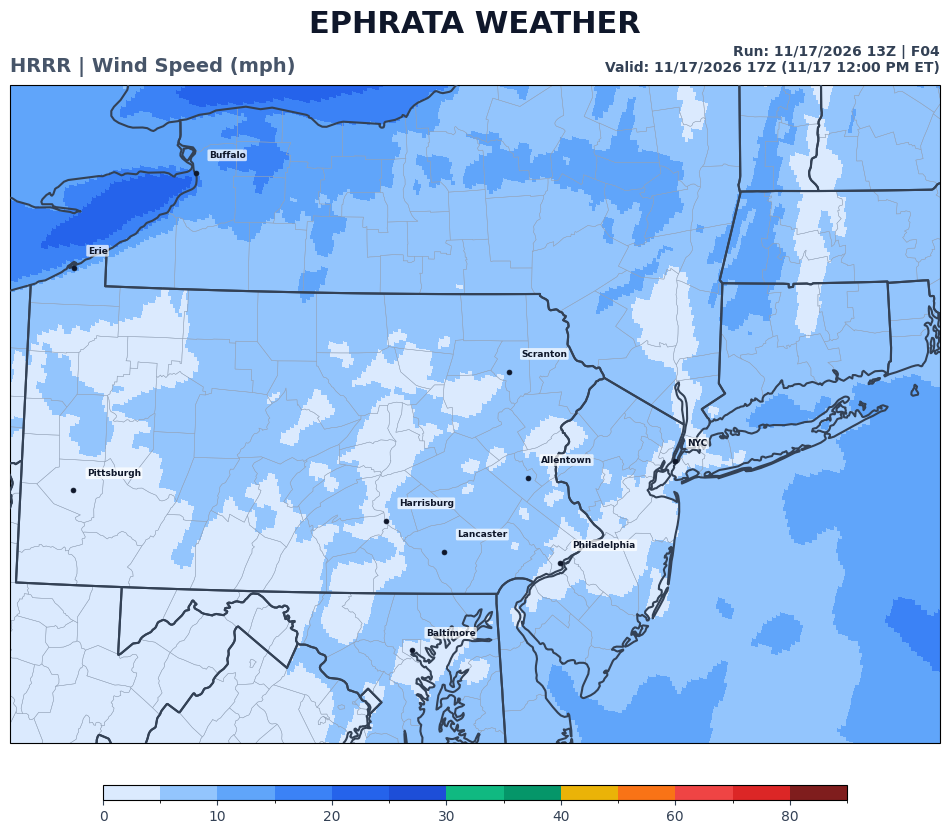 EPHRATA WEATHER
HRRR | Wind Speed (mph)
Run: 11/17/2026 13Z | F04
Valid: 11/17/2026 17Z (11/17 12:00 PM ET)
Buffalo
Erie
Scranton
NYC
Allentown
Pittsburgh
Harrisburg
Lancaster
Philadelphia
Baltimore
0 10 20 30 40 50 60 70 80